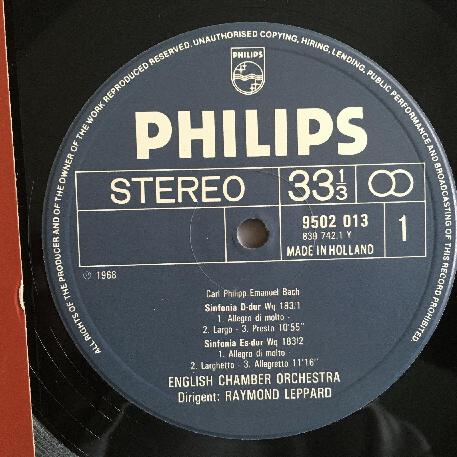 ALL RIGHTS OF THE PRODUCER AND OF THE OWNER OF THE WORK REPRODUCED RESERVED. UNAUTHORISED COPYING, HIRING, LENDING, PUBLIC PERFORMANCE AND BROADCASTING OF THIS RECORD PROHIBITED
PHILIPS
PHILIPS
STEREO 33⅓
9502 013 1
839 742.1 Y
MADE IN HOLLAND
℗ 1968
Carl Philipp Emanuel Bach
Sinfonia D-dur Wq 183/1
1. Allegro di molto -
2. Largo - 3. Presto 10'55"
Sinfonia Es-dur Wq 183/2
1. Allegro di molto
2. Larghetto - 3. Allegretto 11'16"
ENGLISH CHAMBER ORCHESTRA
Dirigent: RAYMOND LEPPARD